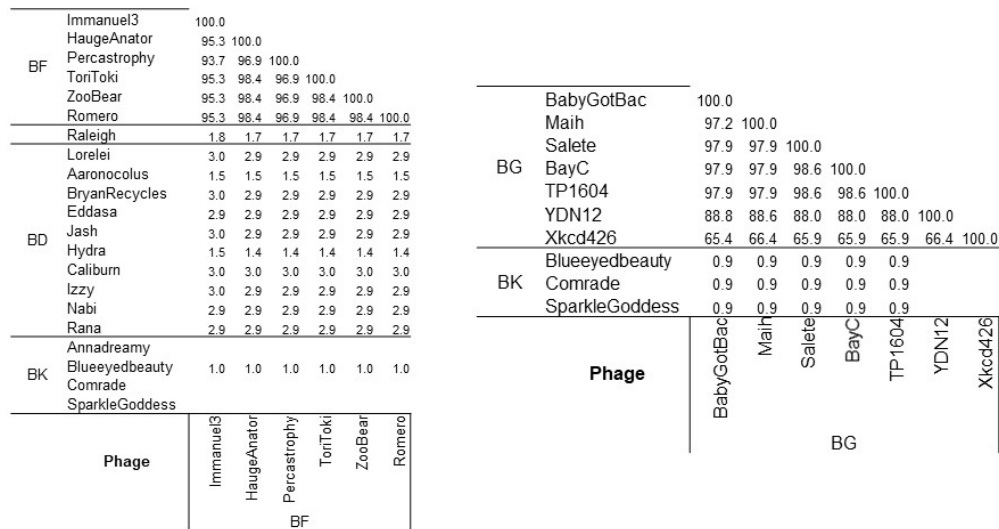 Immanuel3 100.0
HaugeAnator 95.3 100.0
BF Percastrophy 93.7 96.9 100.0
ToriToki 95.3 98.4 96.9 100.0
ZooBear 95.3 98.4 96.9 98.4 100.0
Romero 95.3 98.4 96.9 98.4 98.4 100.0
Raleigh 1.8 1.7 1.7 1.7 1.7 1.7
Lorelei 3.0 2.9 2.9 2.9 2.9 2.9
Aaronocolus 1.5 1.5 1.5 1.5 1.5 1.5
BryanRecycles 3.0 2.9 2.9 2.9 2.9 2.9
Eddasa 2.9 2.9 2.9 2.9 2.9 2.9
BD Jash 3.0 2.9 2.9 2.9 2.9 2.9
Hydra 1.5 1.4 1.4 1.4 1.4 1.4
Caliburn 3.0 3.0 3.0 3.0 3.0 3.0
Izzy 3.0 2.9 2.9 2.9 2.9 2.9
Nabi 2.9 2.9 2.9 2.9 2.9 2.9
Rana 2.9 2.9 2.9 2.9 2.9 2.9
Annadreamy
BK Blueeyedbeauty 1.0 1.0 1.0 1.0 1.0 1.0
Comrade
SparkleGoddess
Phage Immanuel3 HaugeAnator Percastrophy ToriToki ZooBear Romero
BF
BabyGotBac 100.0
Maih 97.2 100.0
Salete 97.9 97.9 100.0
BG BayC 97.9 97.9 98.6 100.0
TP1604 97.9 97.9 98.6 98.6 100.0
YDN12 88.8 88.6 88.0 88.0 88.0 100.0
Xkcd426 65.4 66.4 65.9 65.9 65.9 66.4 100.0
Blueeyedbeauty 0.9 0.9 0.9 0.9 0.9
BK Comrade 0.9 0.9 0.9 0.9 0.9
SparkleGoddess 0.9 0.9 0.9 0.9 0.9
Phage BabyGotBac Maih Salete BayC TP1604 YDN12 Xkcd426
BG